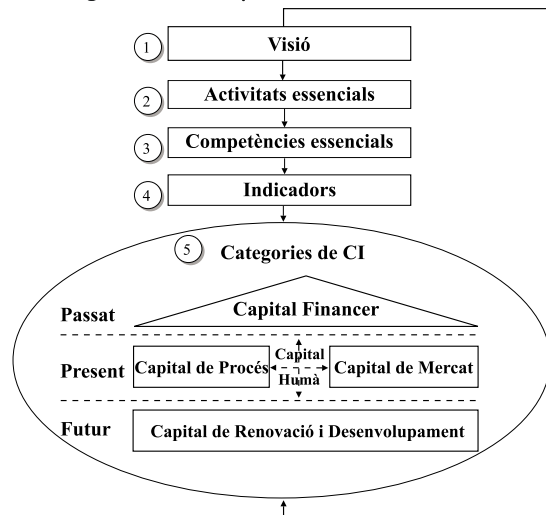 1 Visió
2 Activitats essencials
3 Competències essencials
4 Indicadors
5 Categories de CI
Passat Capital Financer
Capital
Present Capital de Procés Capital de Mercat
Humà
Futur Capital de Renovació i Desenvolupament